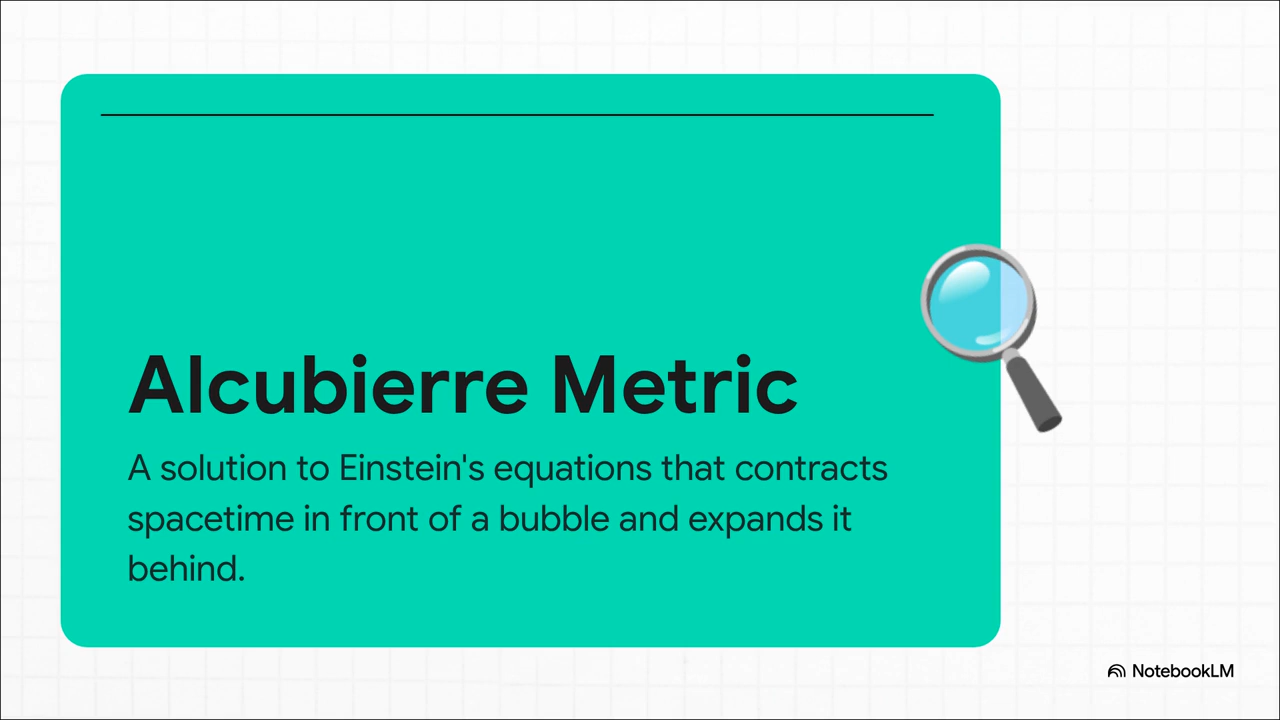 Alcubierre Metric
A solution to Einstein's equations that contracts
spacetime in front of a bubble and expands it
behind.
NotebookLM